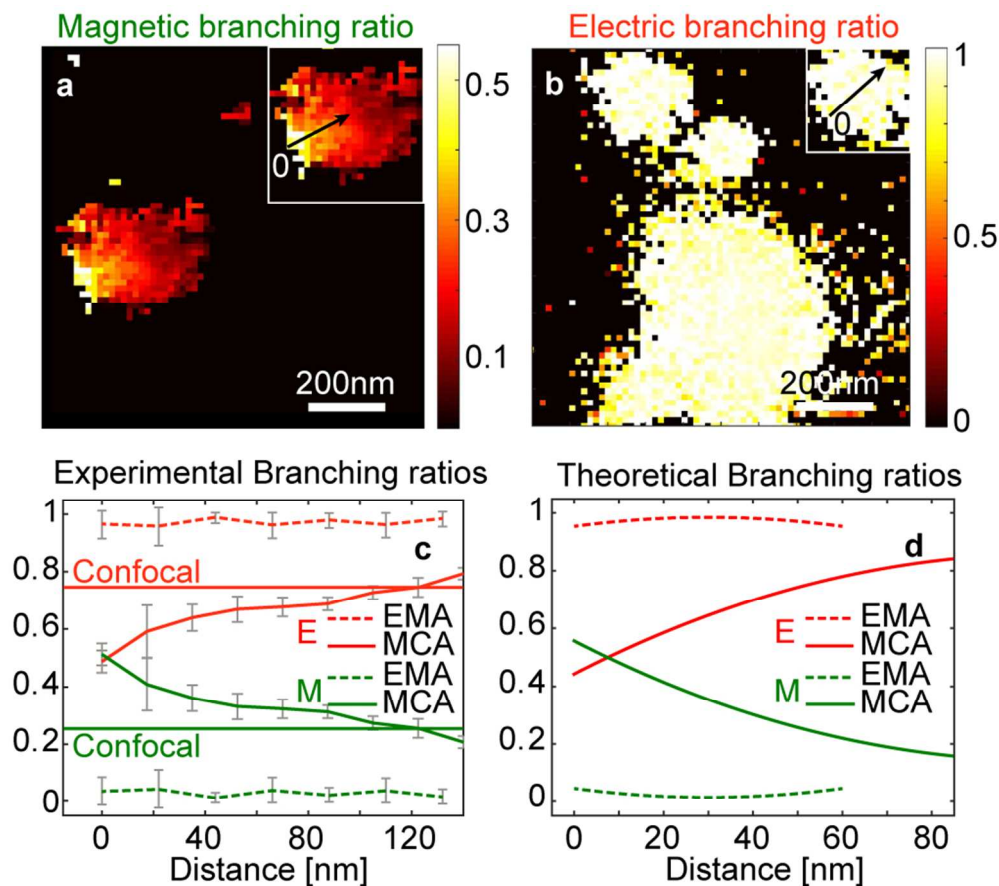 Magnetic branching ratio
Electric branching ratio
a
0
0.5
0.3
0.1
200nm
b
0
1
0.5
0
200nm
Experimental Branching ratios
1
0.8
0.6
0.4
0.2
0
c
Confocal
E
EMA
MCA
M
EMA
MCA
Confocal
0 40 80 120
Distance [nm]
Theoretical Branching ratios
1
0.8
0.6
0.4
0.2
0
d
E
EMA
MCA
M
EMA
MCA
0 20 40 60 80
Distance [nm]